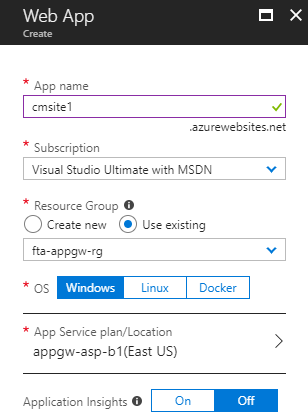 Web App
Create
* App name
cmsite1
.azurewebsites.net
* Subscription
Visual Studio Ultimate with MSDN
* Resource Group
Create new Use existing
fta-appgw-rg
* OS Windows Linux Docker
* App Service plan/Location
appgw-asp-b1(East US)
Application Insights On Off